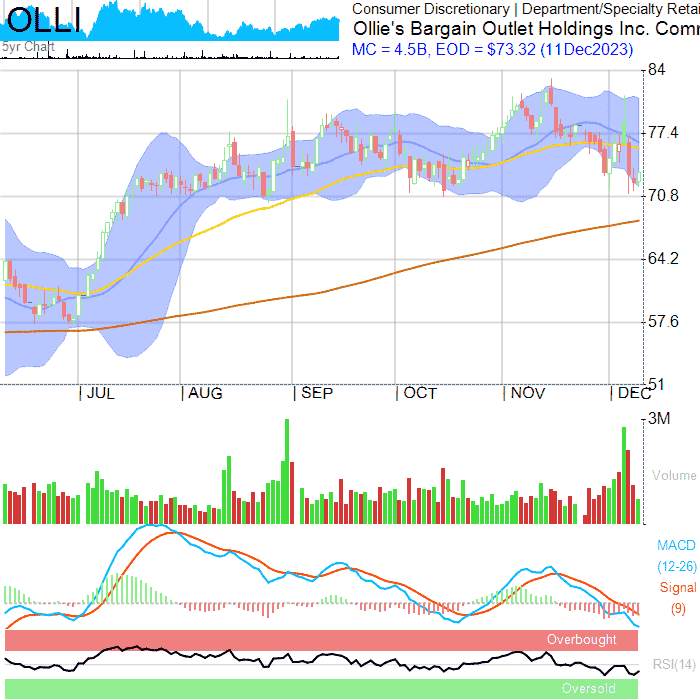 OLLI
5yr Chart
Consumer Discretionary | Department/Specialty Retai
Ollie's Bargain Outlet Holdings Inc. Comm
MC = 4.5B, EOD = $73.32 (11Dec2023)
84
77.4
70.8
64.2
57.6
51
JUL AUG SEP OCT NOV DEC
3M
Volume
MACD
(12-26)
Signal
(9)
Overbought
RSI(14)
Oversold